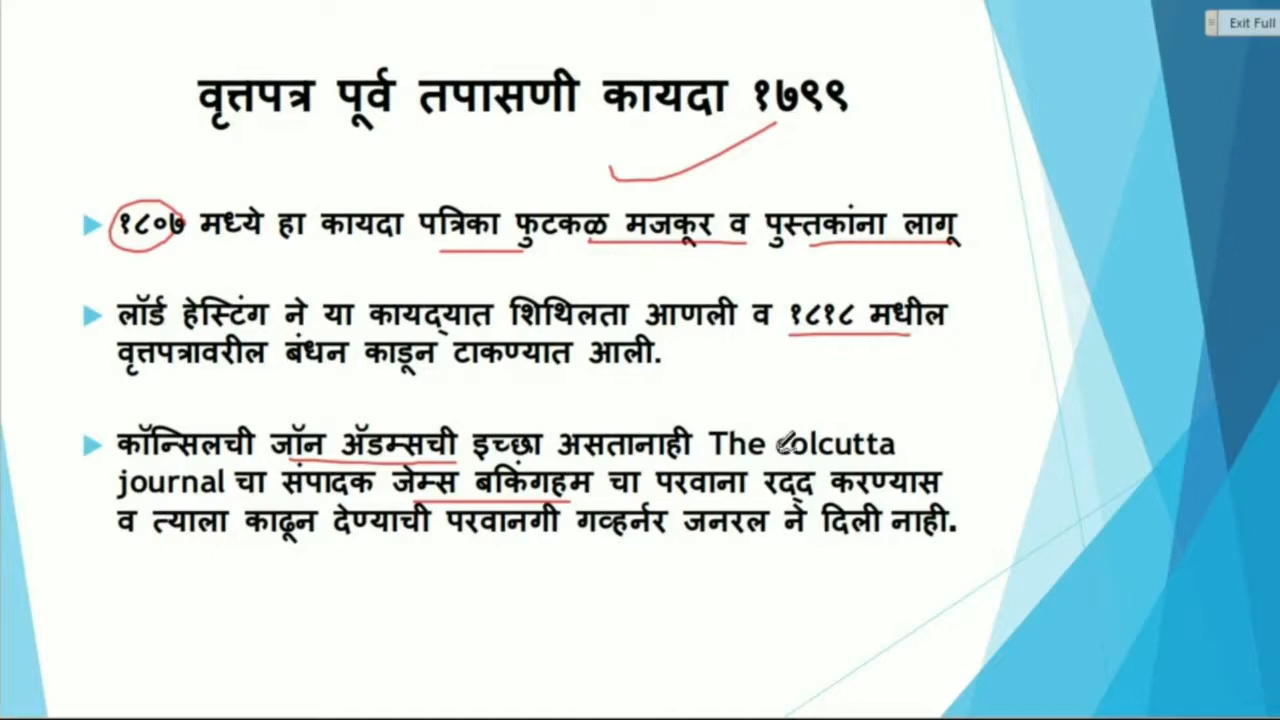 Exit Full
वृत्तपत्र पूर्व तपासणी कायदा १७९९
१८०७ मध्ये हा कायदा पत्रिका फुटकळ मजकूर व पुस्तकांना लागू
लॉर्ड हेस्टिंग ने या कायद्यात शिथिलता आणली व १८१८ मधील
वृत्तपत्रावरील बंधन काडून टाकण्यात आली.
कॉन्सिलची जॉन ॲडम्सची इच्छा असतानाही The
journal चा संपादक जेम्स बकिंगहम चा परवाना रद्द करण्यास
व त्याला काढून देण्याची परवानगी गव्हर्नर जनरल ने दिली नाही.